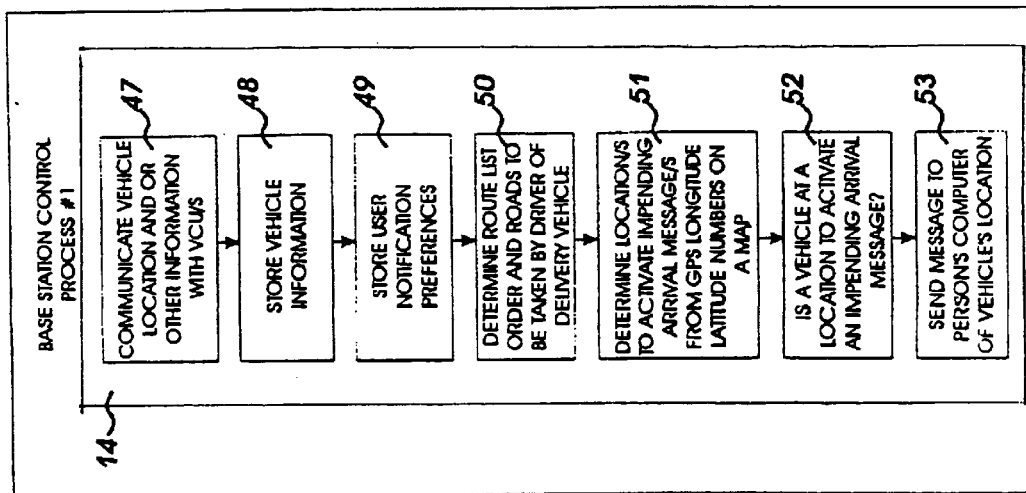 BASE STATION CONTROL
PROCESS #1
14
47
COMMUNICATE VEHICLE
LOCATION AND OR
OTHER INFORMATION
WITH VCU/S
48
STORE VEHICLE
INFORMATION
49
STORE USER
NOTIFICATION
PREFERENCES
50
DETERMINE ROUTE LIST
ORDER AND ROADS TO
BE TAKEN BY DRIVER OF
DELIVERY VEHICLE
51
DETERMINE LOCATION/S
TO ACTIVATE IMPENDING
ARRIVAL MESSAGE/S
FROM GPS LONGITUDE
LATITUDE NUMBERS ON
A MAP
52
IS A VEHICLE AT A
LOCATION TO ACTIVATE
AN IMPENDING ARRIVAL
MESSAGE?
53
SEND MESSAGE TO
PERSON'S COMPUTER
OF VEHICLE'S LOCATION